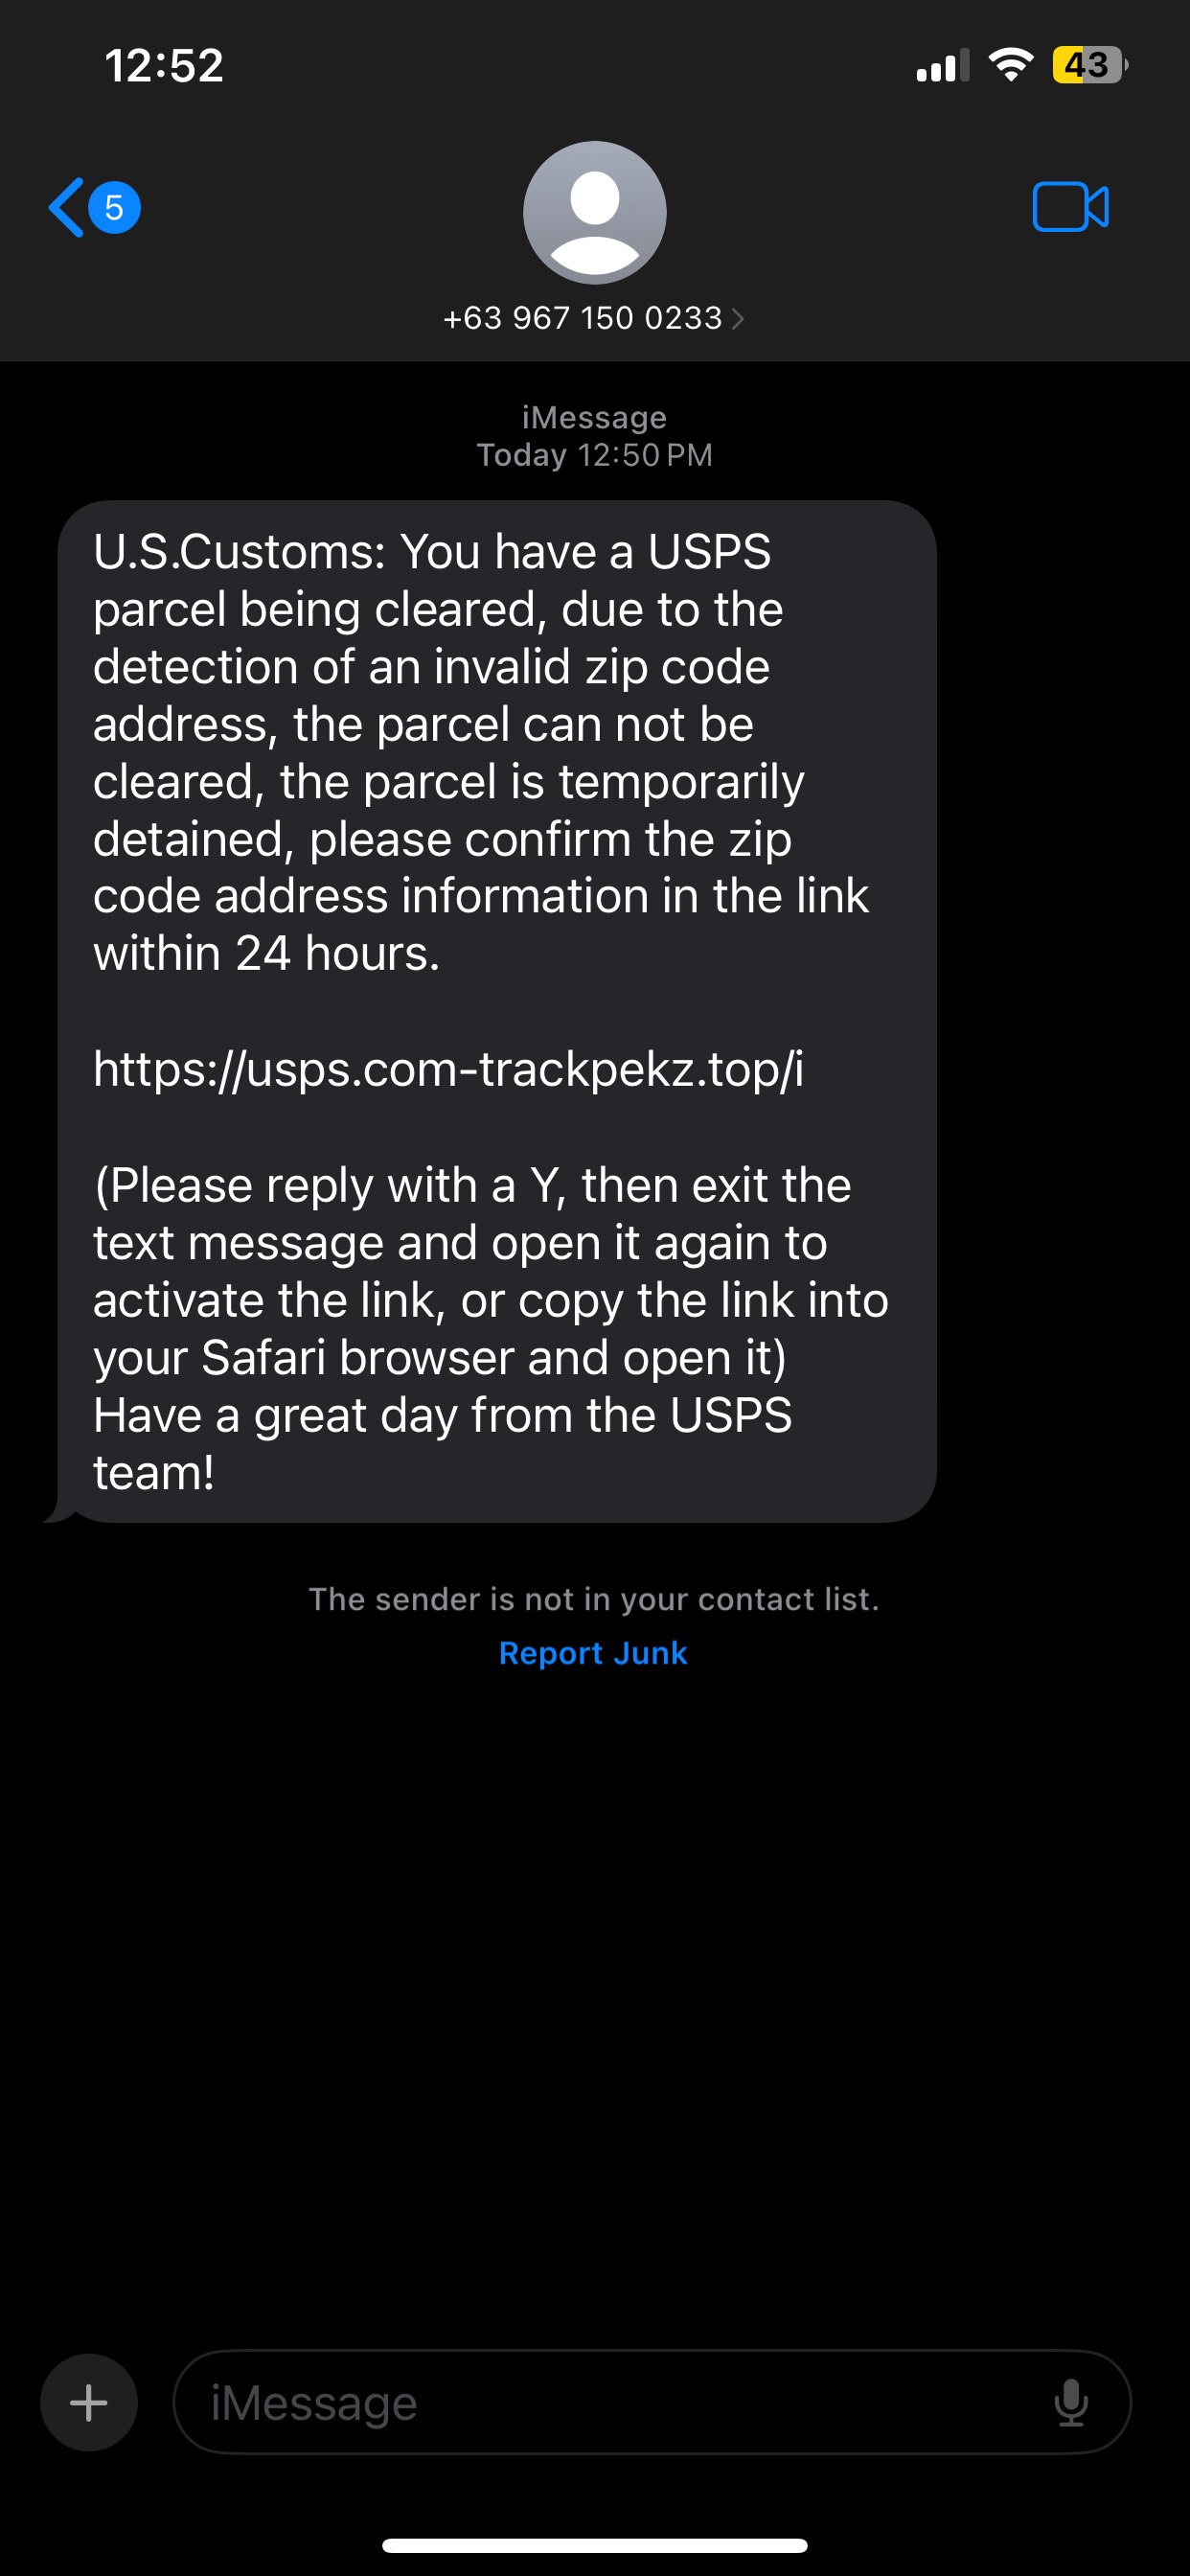 12:52
43
5
+63 967 150 0233
iMessage
Today 12:50 PM
U.S.Customs: You have a USPS
parcel being cleared, due to the
detection of an invalid zip code
address, the parcel can not be
cleared, the parcel is temporarily
detained, please confirm the zip
code address information in the link
within 24 hours.
https://usps.com-trackpekz.top/i
(Please reply with a Y, then exit the
text message and open it again to
activate the link, or copy the link into
your Safari browser and open it)
Have a great day from the USPS
team!
The sender is not in your contact list.
Report Junk
iMessage